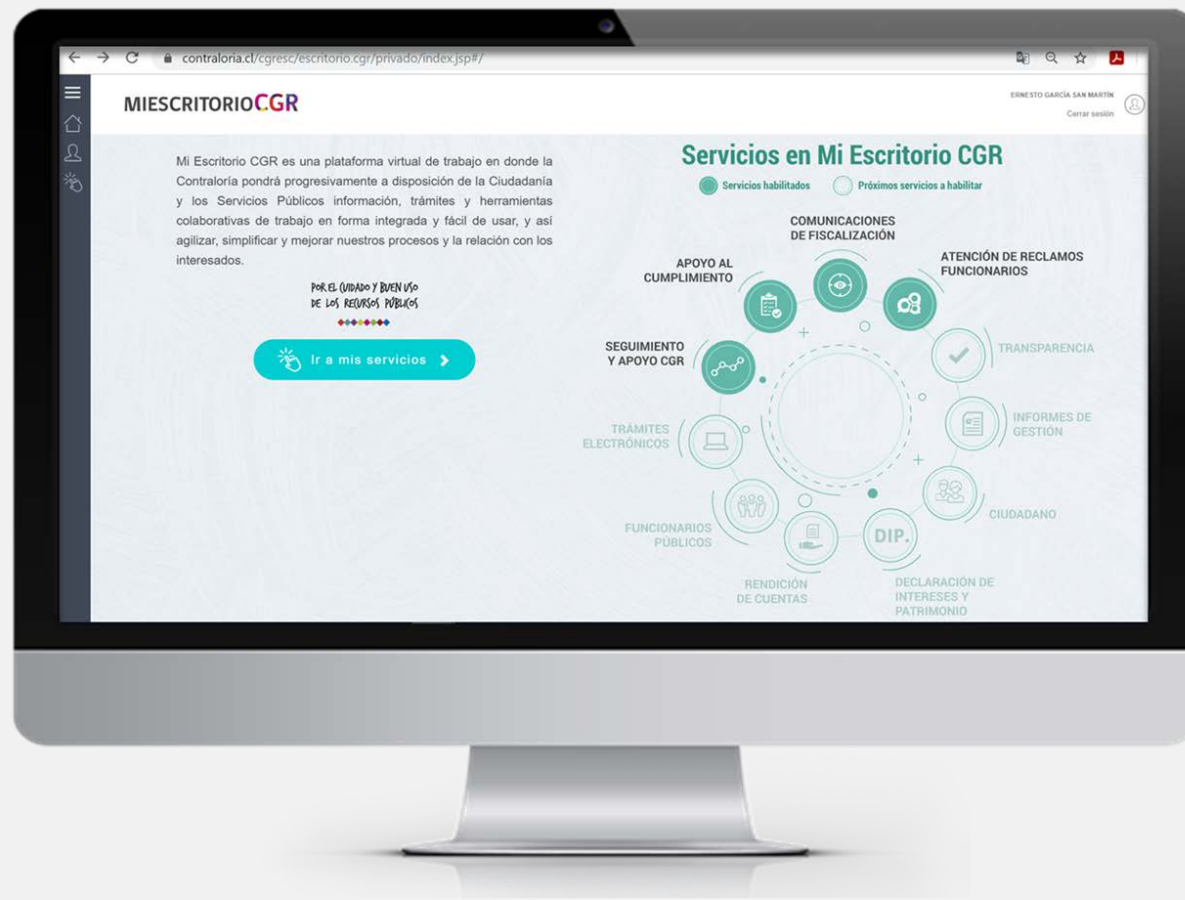 contraloria.cl/cgresc/escritorio.cgr/privado/index.jsp#/
MIESCRITORIOCGR
ERNESTO GARCÍA SAN MARTÍN
Cerrar sesión
Mi Escritorio CGR es una plataforma virtual de trabajo en donde la
Contraloría pondrá progresivamente a disposición de la Ciudadanía
y los Servicios Públicos información, trámites y herramientas
colaborativas de trabajo en forma integrada y fácil de usar, y así
agilizar, simplificar y mejorar nuestros procesos y la relación con los
interesados.
POR EL CUIDADO Y BUEN USO
DE LOS RECURSOS PÚBLICOS
Ir a mis servicios
Servicios en Mi Escritorio CGR
Servicios habilitados
Próximos servicios a habilitar
COMUNICACIONES
DE FISCALIZACIÓN
APOYO AL
CUMPLIMIENTO
ATENCIÓN DE RECLAMOS
FUNCIONARIOS
SEGUIMIENTO
Y APOYO CGR
TRANSPARENCIA
TRÁMITES
ELECTRÓNICOS
INFORMES DE
GESTIÓN
FUNCIONARIOS
PÚBLICOS
CIUDADANO
DIP.
RENDICIÓN
DE CUENTAS
DECLARACIÓN DE
INTERESES Y
PATRIMONIO